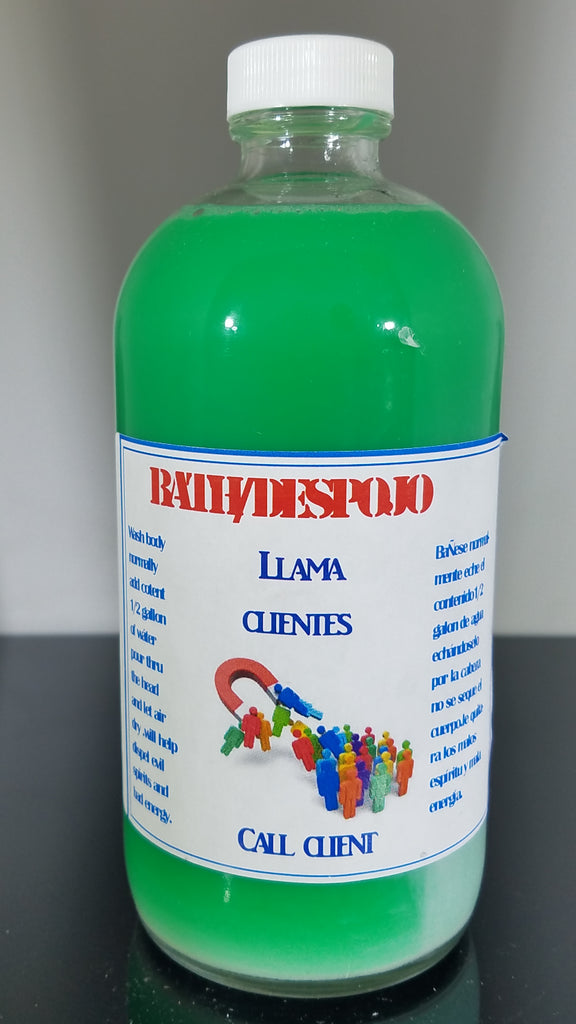 BATH/DESPOJO
LLAMA
CLIENTES
Wash body
normally
add cotent
1/2 gallon
of water
pour thru
the head
and let air
dry .will help
dispel evil
spirits and
bad energy.
BaÑese normal-
mente eche el
contenido 1/2
galon de agua
echándoselo
por la cabeza
no se seque el
cuerpo.le quita
ra los malos
espiritu y mala
energia.
CALL CLIENT